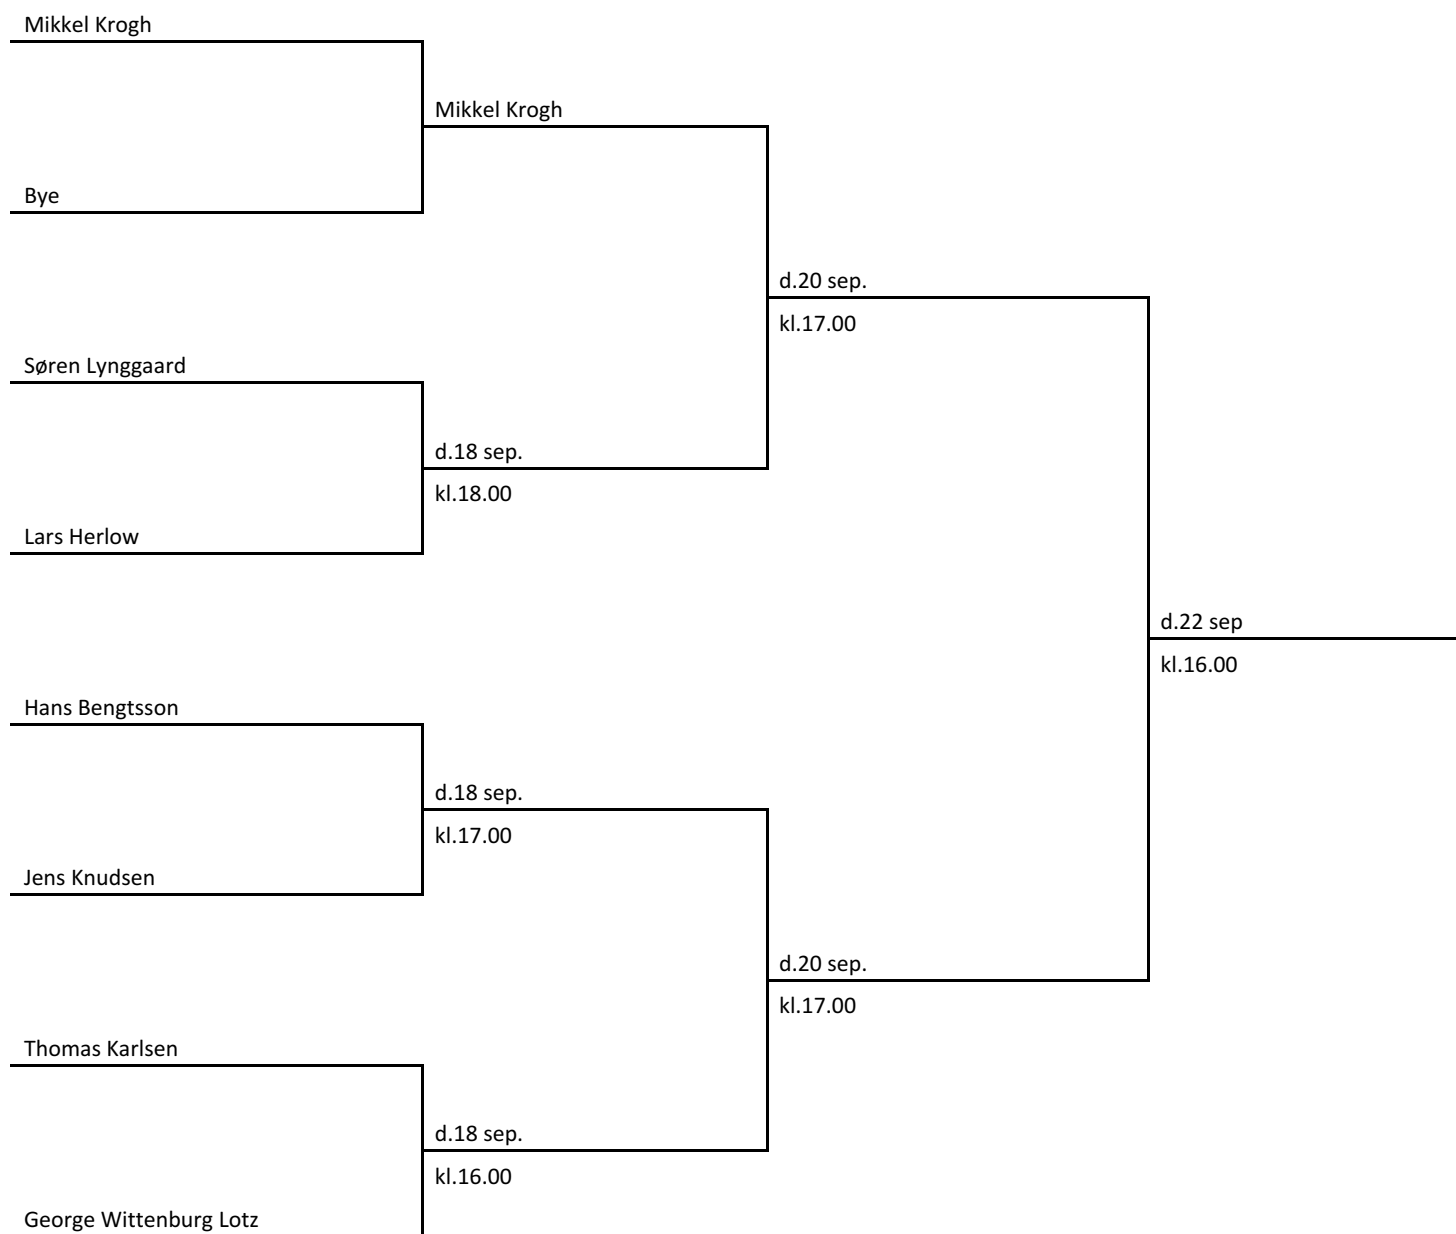 Mikkel Krogh
Mikkel Krogh
Bye
d.20 sep.
kl.17.00
Søren Lynggaard
d.18 sep.
kl.18.00
Lars Herlow
d.22 sep
kl.16.00
Hans Bengtsson
d.18 sep.
kl.17.00
Jens Knudsen
d.20 sep.
kl.17.00
Thomas Karlsen
d.18 sep.
kl.16.00
George Wittenburg Lotz